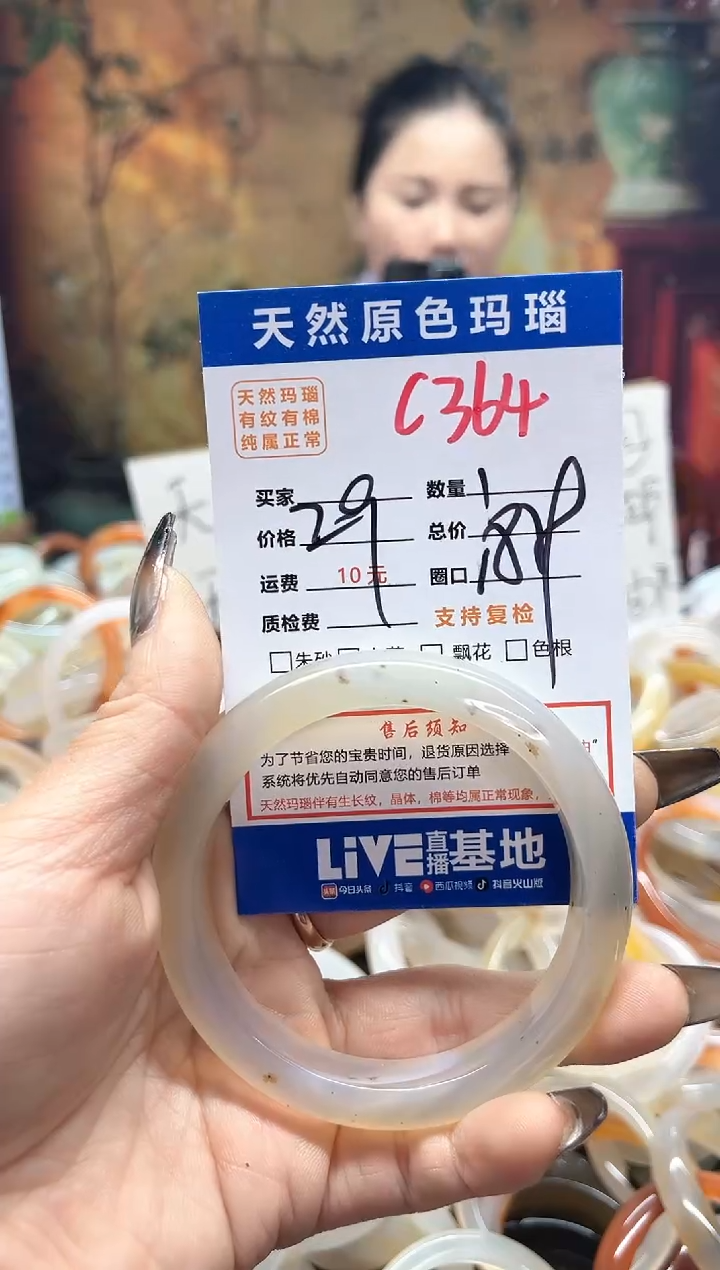 天然原色玛瑙
天然玛瑙
有纹有棉
纯属正常
C364
买家 数量 1
价格 29 总价
运费 10元 圈口
质检费 支持复检
朱砂 飘花 色根
售后须知
为了节省您的宝贵时间，退货原因选择
系统将优先自动同意您的售后订单
天然玛瑙伴有生长纹，晶体，棉等均属正常现象，
LiVE直播基地
头条 今日头条 抖音 西瓜视频 抖音火山版